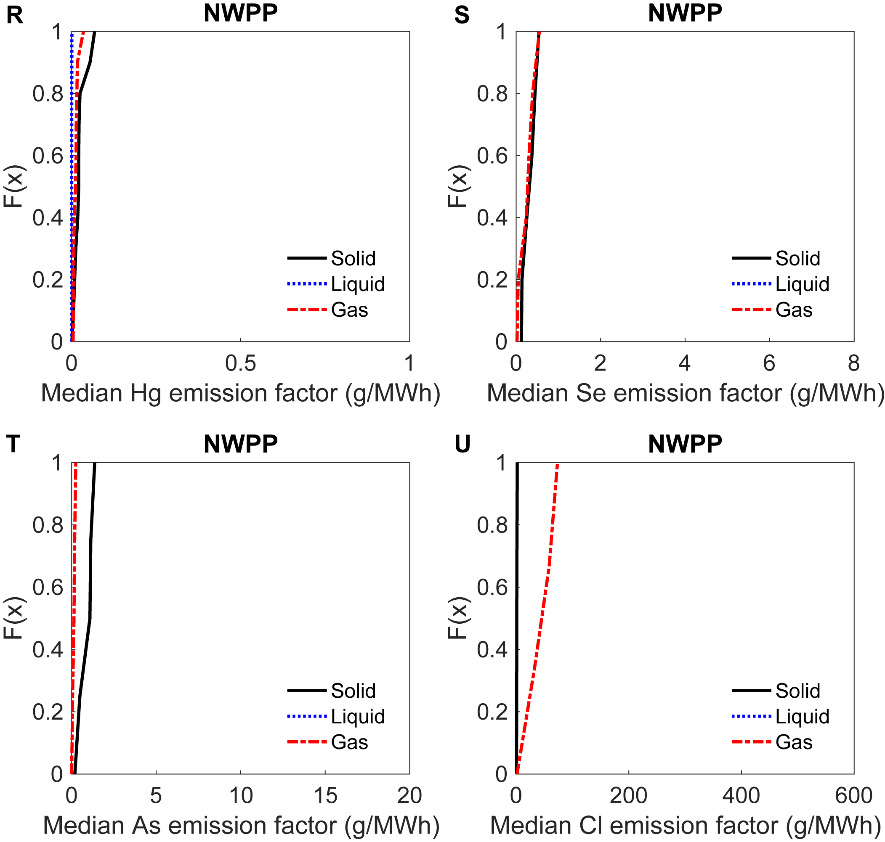 R
NWPP
1
0.8
0.6
0.4
0.2
0
F(x)
Solid
Liquid
Gas
0 0.5 1
Median Hg emission factor (g/MWh)
S
NWPP
1
0.8
0.6
0.4
0.2
0
F(x)
Solid
Liquid
Gas
0 2 4 6 8
Median Se emission factor (g/MWh)
T
NWPP
1
0.8
0.6
0.4
0.2
0
F(x)
Solid
Liquid
Gas
0 5 10 15 20
Median As emission factor (g/MWh)
U
NWPP
1
0.8
0.6
0.4
0.2
0
F(x)
Solid
Liquid
Gas
0 200 400 600
Median Cl emission factor (g/MWh)